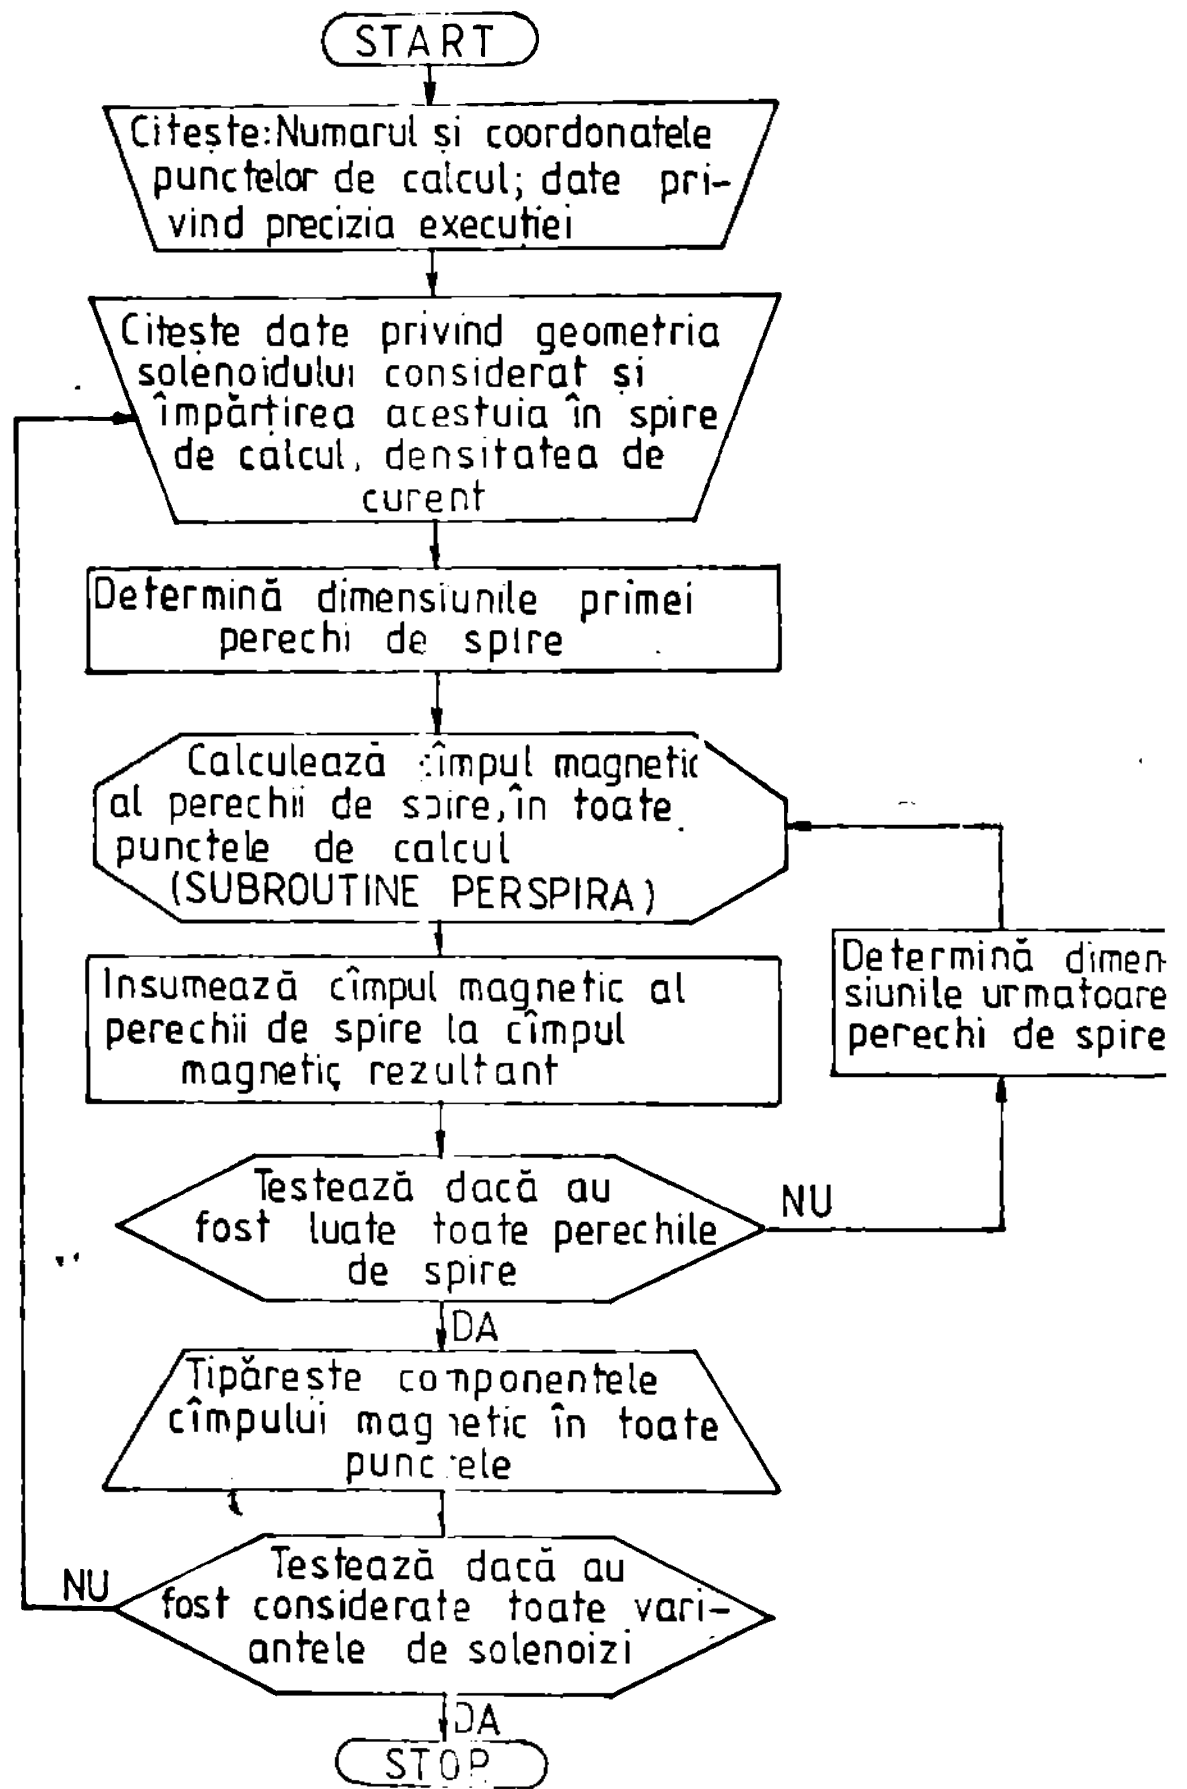 START
Citește: Numarul și coordonatele
punctelor de calcul; date pri-
vind precizia execuției
Citește date privind geometria
solenoidului considerat și
împărțirea acestuia în spire
de calcul, densitatea de
curent
Determină dimensiunile primei
perechi de spire
Calculează cîmpul magnetic
al perechii de spire, în toate
punctele de calcul
(SUBROUTINE PERSPIRA)
Insumează cîmpul magnetic al
perechii de spire la cîmpul
magnetic rezultant
Determină dimen-
siunile urmatoare
perechi de spire
Testează dacă au
fost luate toate perechile
de spire
NU
DA
Tipărește componentele
cîmpului magnetic în toate
punctele
Testează dacă au
fost considerate toate vari-
antele de solenoizi
NU
DA
STOP